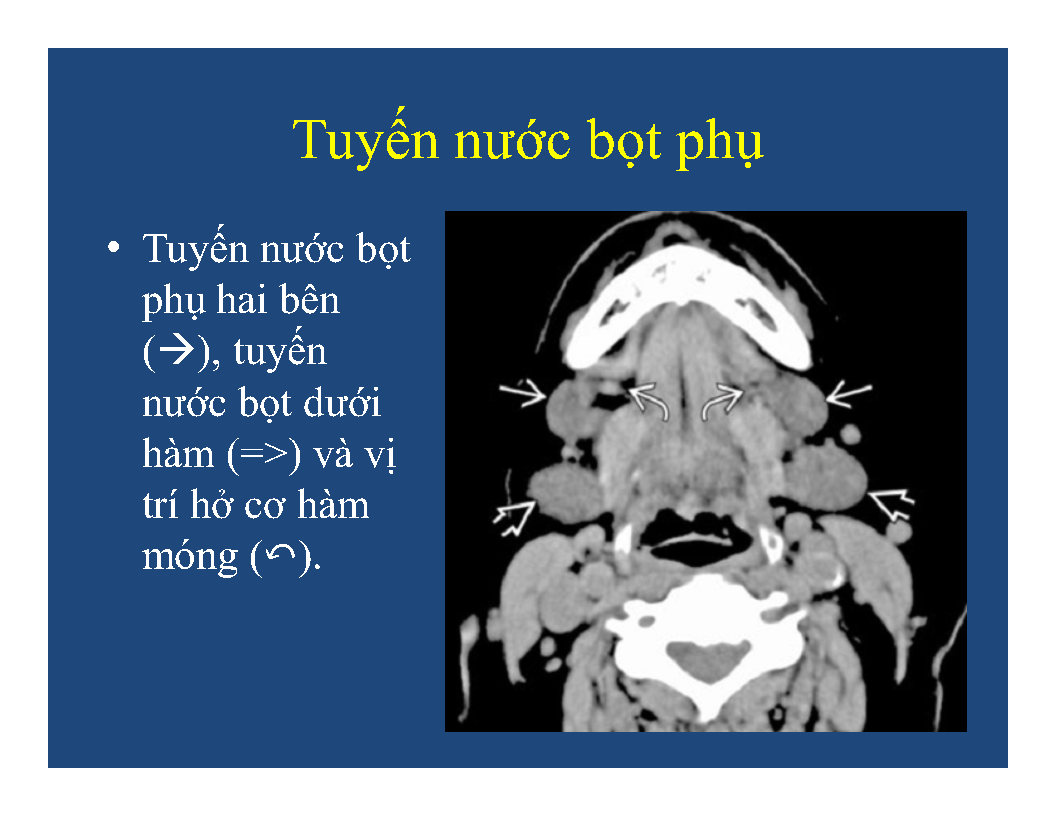 Tuyến nước bọt phụ
• Tuyến nước bọt
phụ hai bên
(→), tuyến
nước bọt dưới
hàm (=>) và vị
trí hở cơ hàm
móng (⤺).